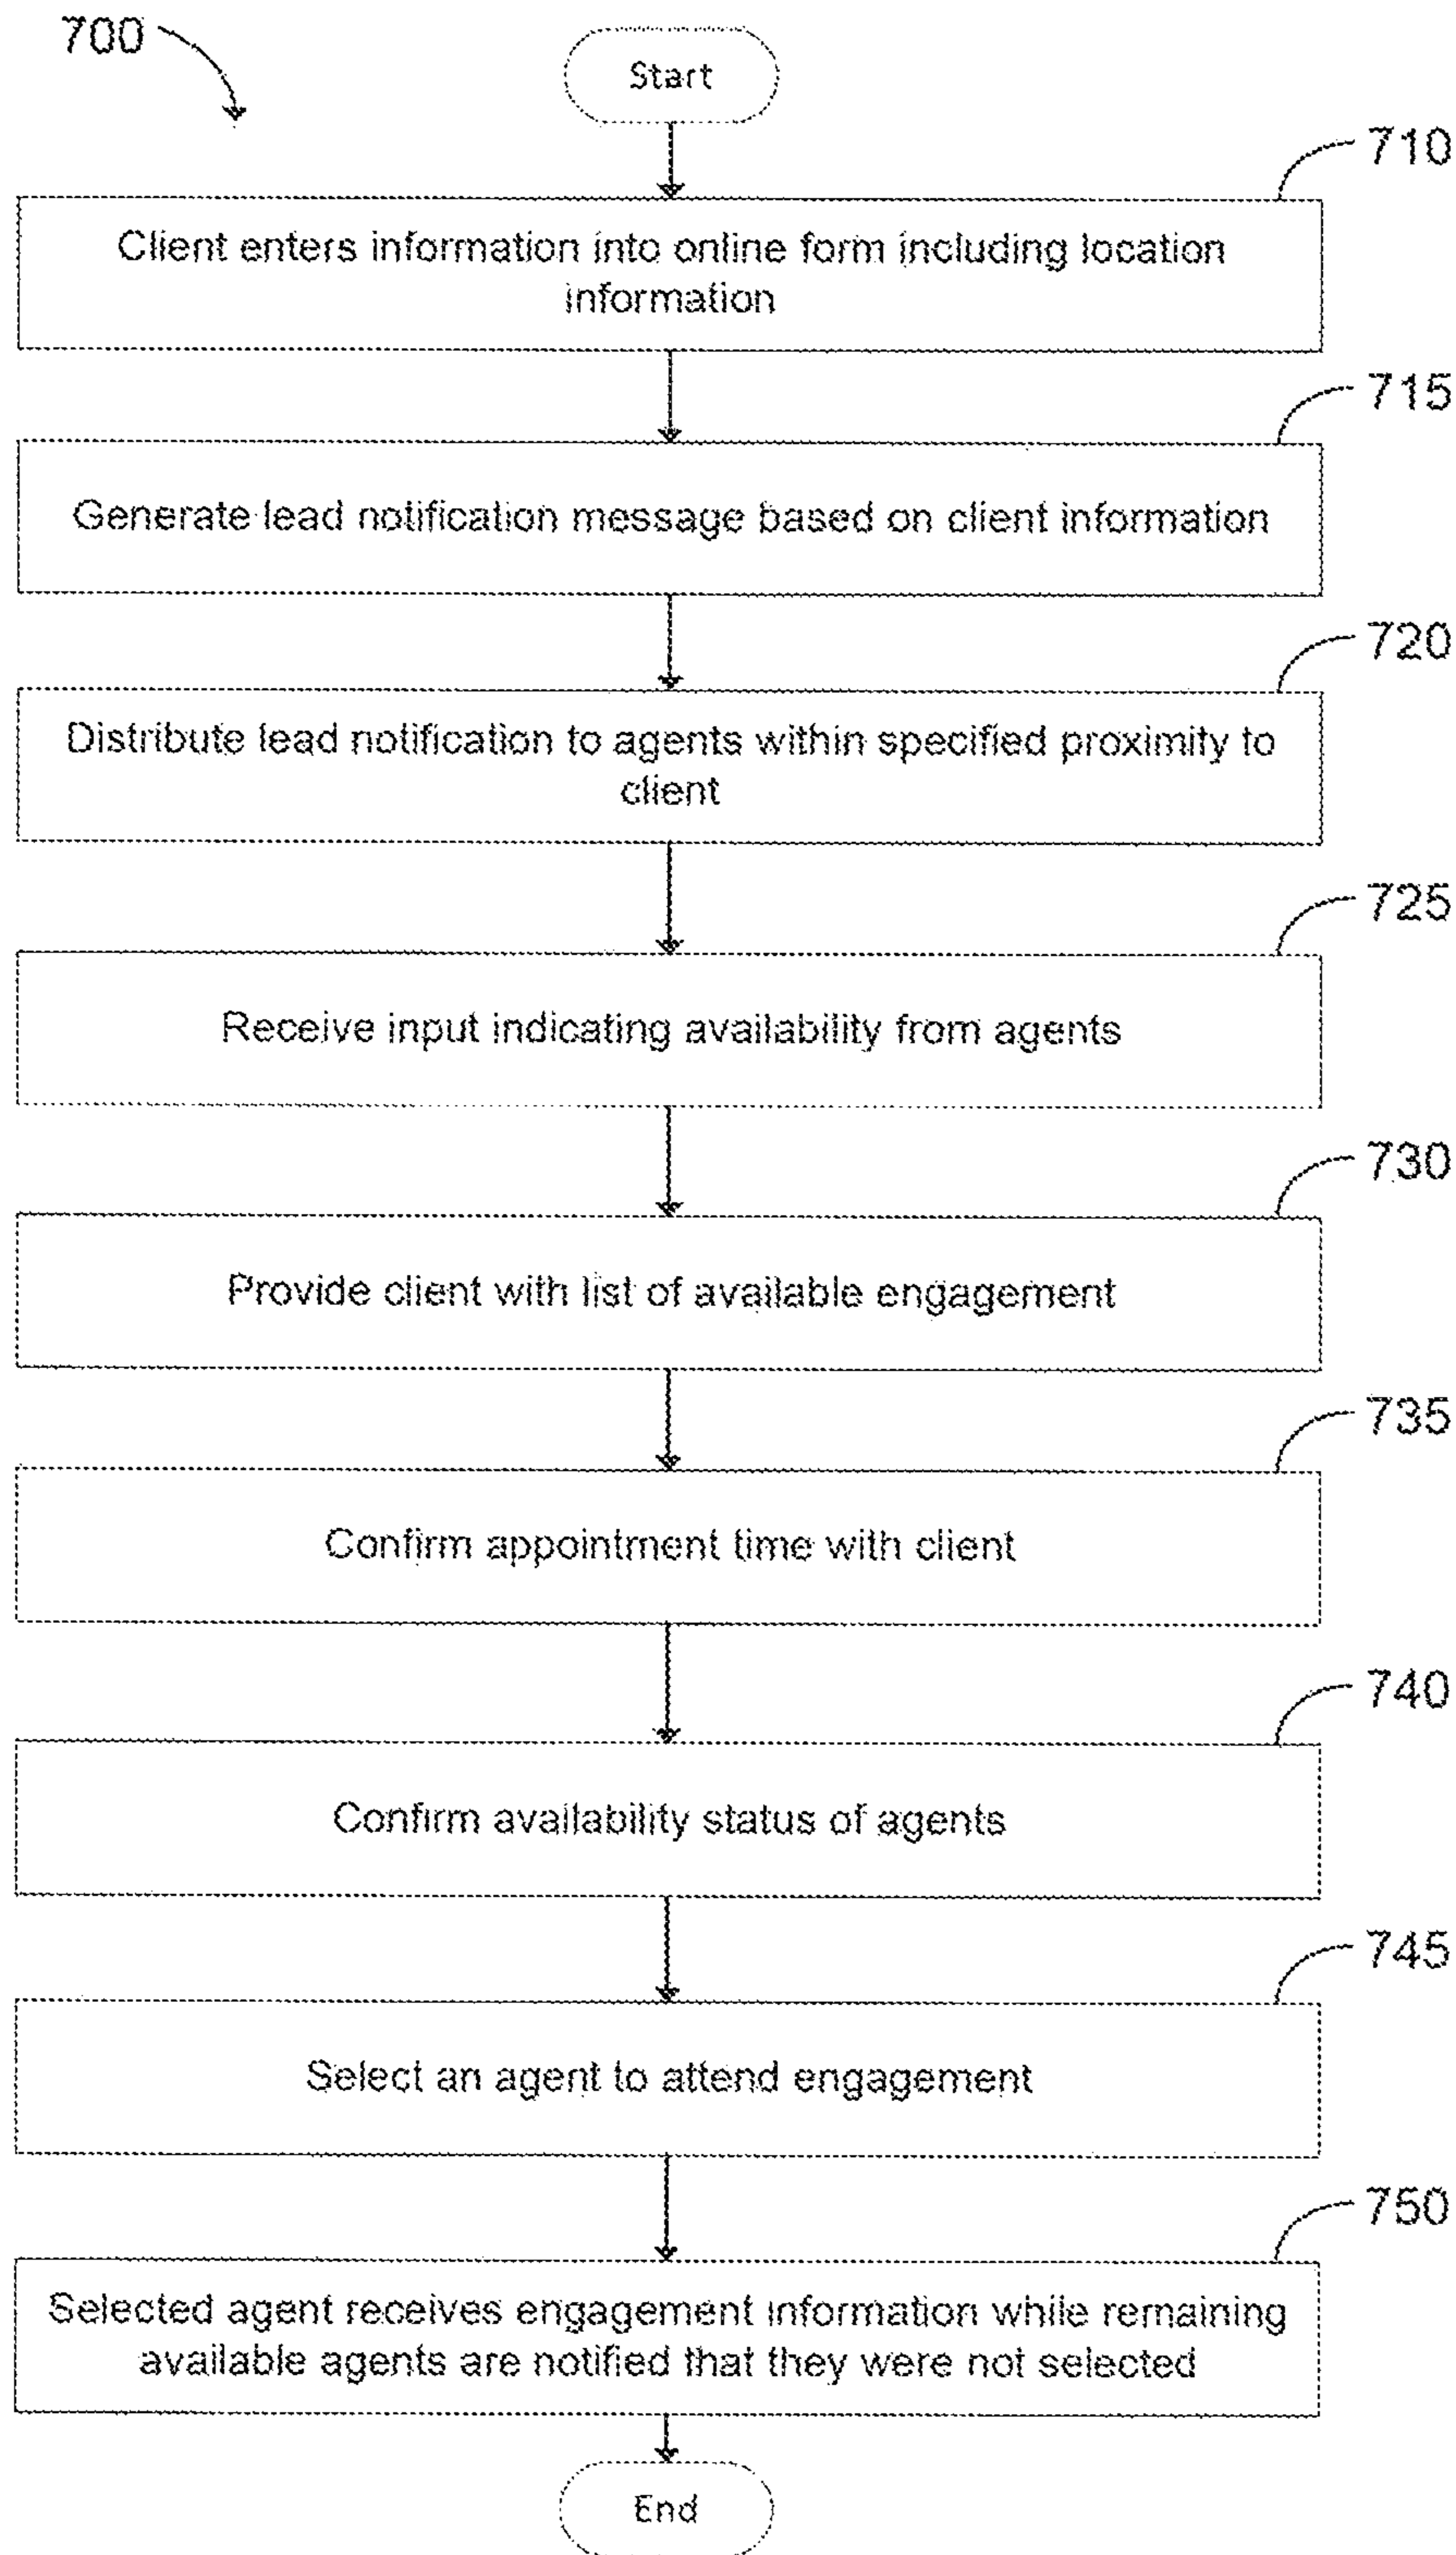 700
Start
710
Client enters information into online form including location
information
715
Generate lead notification message based on client information
720
Distribute lead notification to agents within specified proximity to
client
725
Receive input indicating availability from agents
730
Provide client with list of available engagement
735
Confirm appointment time with client
740
Confirm availability status of agents
745
Select an agent to attend engagement
750
Selected agent receives engagement information while remaining
available agents are notified that they were not selected
End